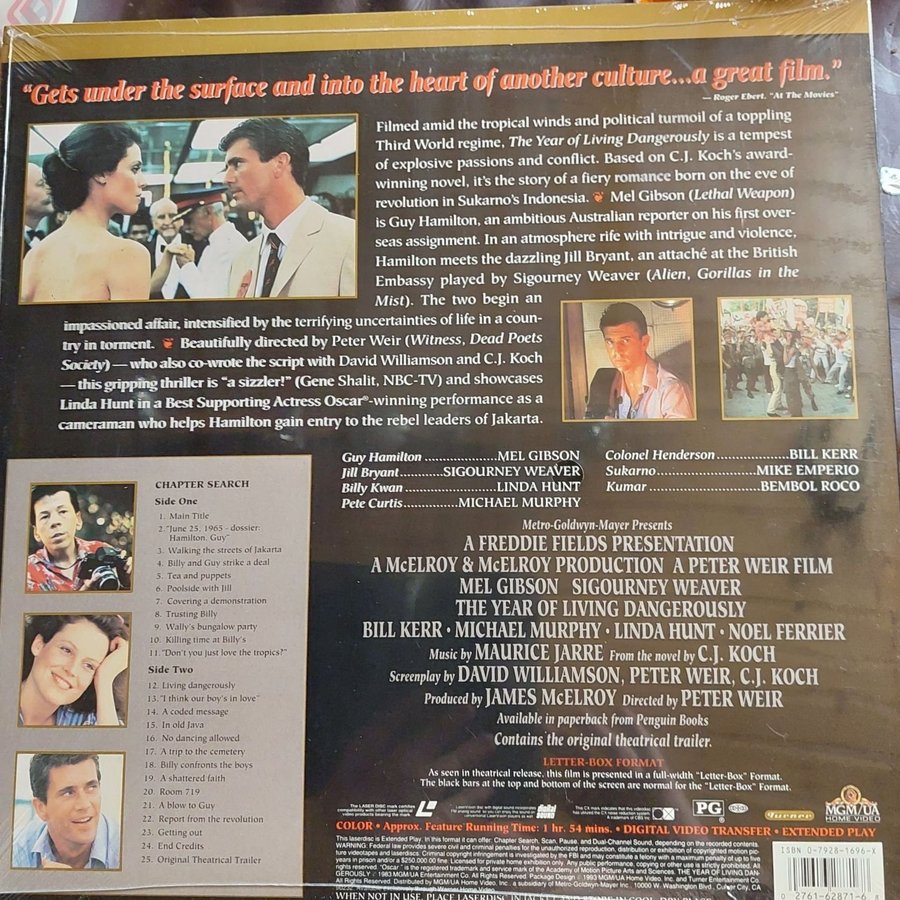 “Gets under the surface and into the heart of another culture...a great film.”
— Roger Ebert, "At The Movies"
Filmed amid the tropical winds and political turmoil of a toppling
Third World regime, The Year of Living Dangerously is a tempest
of explosive passions and conflict. Based on C.J. Koch's award-
winning novel, it's the story of a fiery romance born on the eve of
revolution in Sukarno's Indonesia. Mel Gibson (Lethal Weapon)
is Guy Hamilton, an ambitious Australian reporter on his first over-
seas assignment. In an atmosphere rife with intrigue and violence,
Hamilton meets the dazzling Jill Bryant, an attaché at the British
Embassy played by Sigourney Weaver (Alien, Gorillas in the
Mist). The two begin an
impassioned affair, intensified by the terrifying uncertainties of life in a coun-
try in torment. Beautifully directed by Peter Weir (Witness, Dead Poets
Society) — who also co-wrote the script with David Williamson and C.J. Koch
— this gripping thriller is "a sizzler!" (Gene Shalit, NBC-TV) and showcases
Linda Hunt in a Best Supporting Actress Oscar®-winning performance as a
cameraman who helps Hamilton gain entry to the rebel leaders of Jakarta.
Guy Hamilton ..................MEL GIBSON
Jill Bryant...........SIGOURNEY WEAVER
Billy Kwan ......................LINDA HUNT
Pete Curtis..............MICHAEL MURPHY
Colonel Henderson..................BILL KERR
Sukarno.........................MIKE EMPERIO
Kumar ............................BEMBOL ROCO
CHAPTER SEARCH
Side One
1. Main Title
2. "June 25, 1965 - dossier:
Hamilton, Guy"
3. Walking the streets of Jakarta
4. Billy and Guy strike a deal
5. Tea and puppets
6. Poolside with Jill
7. Covering a demonstration
8. Trusting Billy
9. Wally's bungalow party
10. Killing time at Billy's
11. "Don't you just love the tropics?"
Side Two
12. Living dangerously
13. "I think our boy's in love"
14. A coded message
15. In old Java
16. No dancing allowed
17. A trip to the cemetery
18. Billy confronts the boys
19. A shattered faith
20. Room 719
21. A blow to Guy
22. Report from the revolution
23. Getting out
24. End Credits
25. Original Theatrical Trailer
Metro-Goldwyn-Mayer Presents
A FREDDIE FIELDS PRESENTATION
A McELROY & McELROY PRODUCTION A PETER WEIR FILM
MEL GIBSON SIGOURNEY WEAVER
THE YEAR OF LIVING DANGEROUSLY
BILL KERR · MICHAEL MURPHY · LINDA HUNT · NOEL FERRIER
Music by MAURICE JARRE From the novel by C.J. KOCH
Screenplay by DAVID WILLIAMSON, PETER WEIR, C.J. KOCH
Produced by JAMES McELROY Directed by PETER WEIR
Available in paperback from Penguin Books
Contains the original theatrical trailer.
LETTER-BOX FORMAT
As seen in theatrical release, this film is presented in a full-width "Letter-Box" Format.
The black bars at the top and bottom of the screen are normal for the "Letter-Box" Format.
digital SOUND
PG
Turner
MGM/UA
HOME VIDEO
COLOR • Approx. Feature Running Time: 1 hr. 54 mins. • DIGITAL VIDEO TRANSFER • EXTENDED PLAY
WHEN NOT IN USE, PLACE LASERDISC IN JACKET AND STORE IN COOL, DRY PLACE
ISBN 0-7928-1696-X
0 2761-62871-6 8